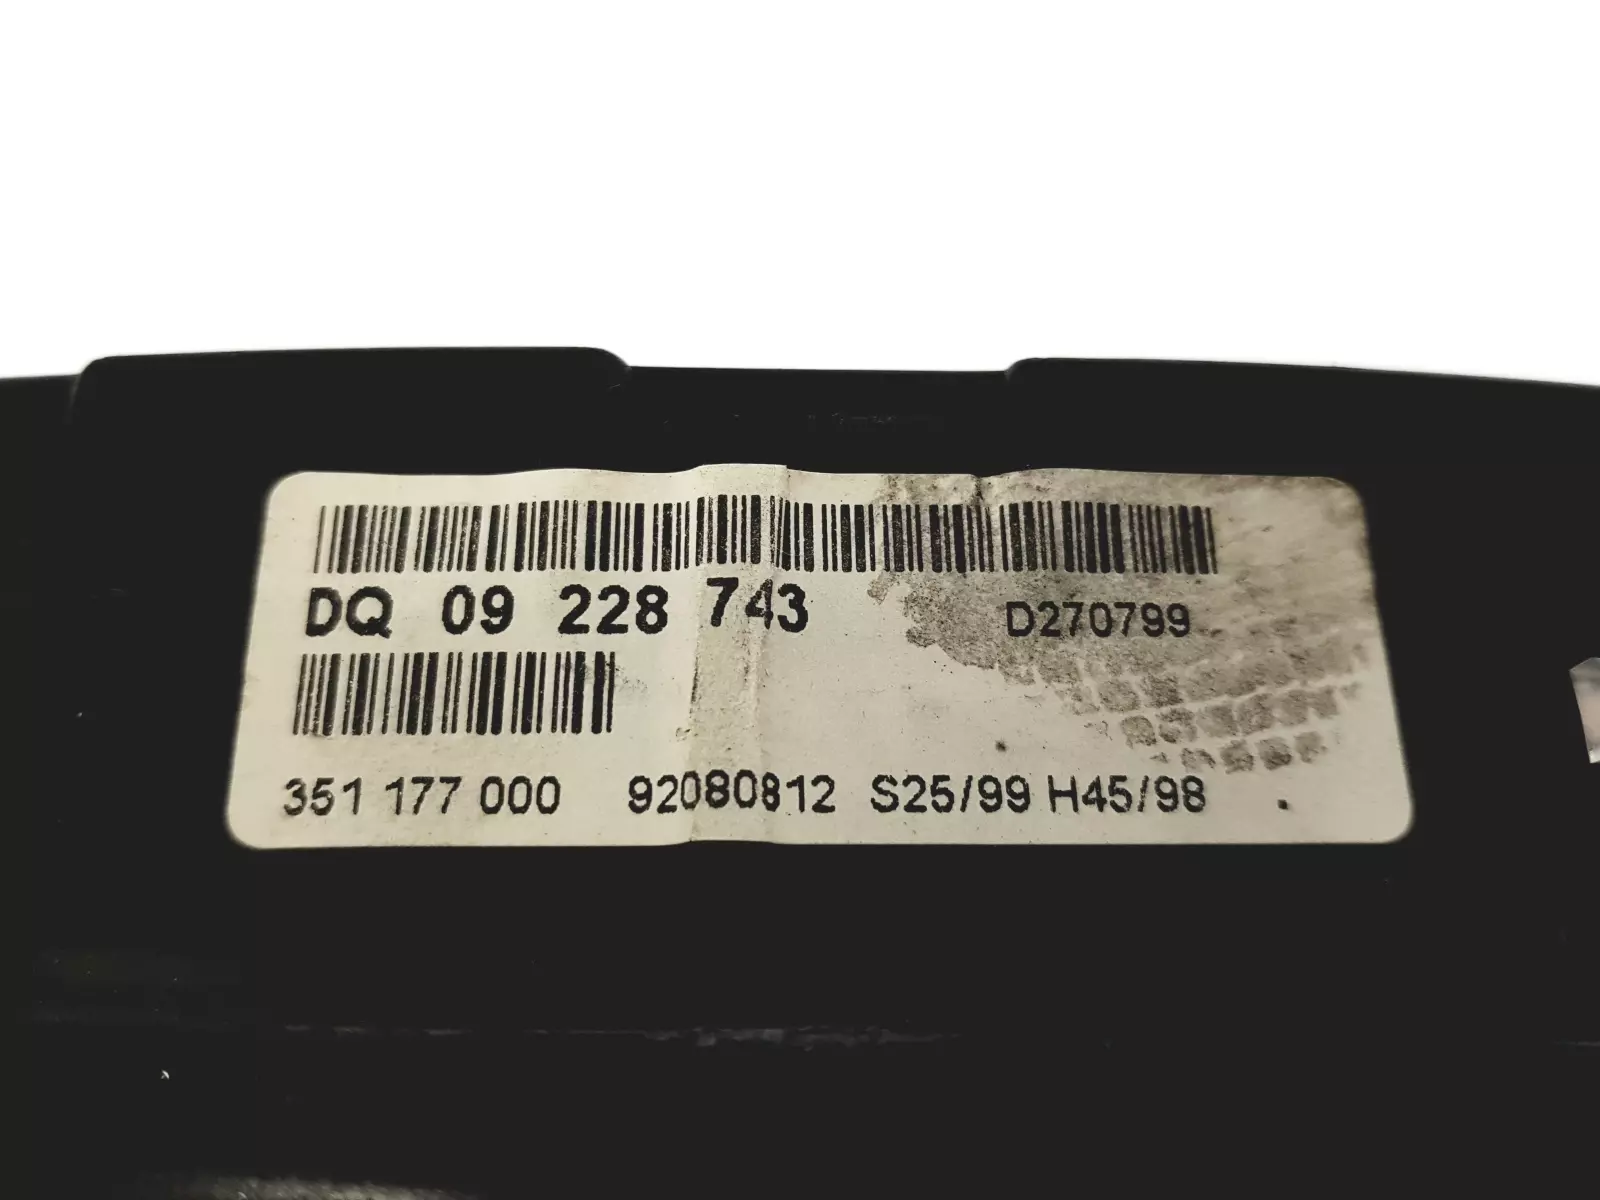 DQ 09 228 743 D270799
351 177 000 92080812 S25/99 H45/98